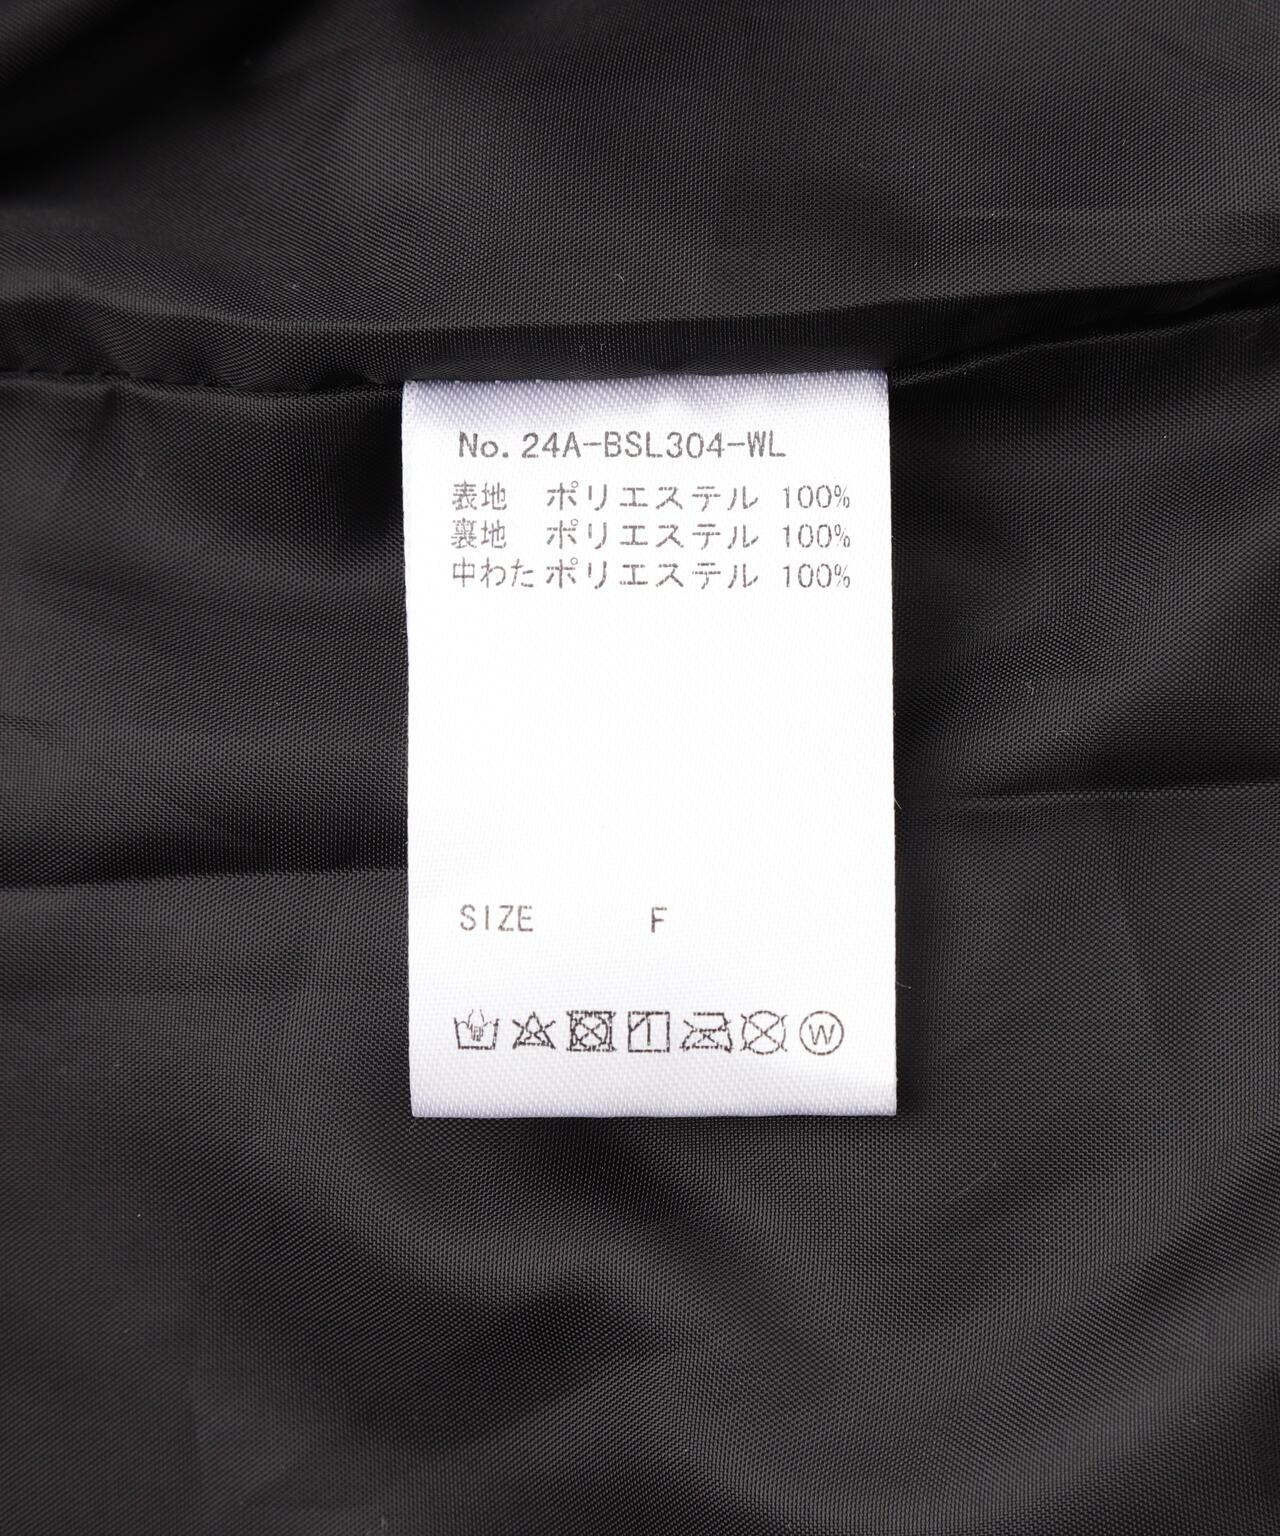 No. 24A-BSL304-WL
表地 ポリエステル 100%
裏地 ポリエステル 100%
中わた ポリエステル 100%
SIZE F
W